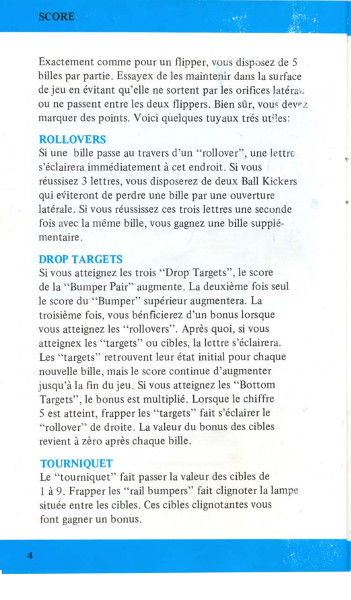 SCORE
Exactement comme pour un flipper, vous disposez de 5
billes par partie. Essayex de les maintenir dans la surface
de jeu en évitant qu'elle ne sortent par les orifices latérau
ou ne passent entre les deux flippers. Bien sûr, vous devez
marquer des points. Voici quelques tuyaux trés utiles:
ROLLOVERS
Si une bille passe au travers d'un "rollover", une lettre
s'éclairera immédiatement à cet endroit. Si vous
réussisez 3 lettres, vous disposerez de deux Ball Kickers
qui eviteront de perdre une bille par une ouverture
latérale. Si vous réussissez ces trois lettres une seconde
fois avec la même bille, vous gagnez une bille supplé-
mentaire.
DROP TARGETS
Si vous atteignez les trois "Drop Targets", le score
de la "Bumper Pair" augmente. La deuxième fois seul
le score du "Bumper" supérieur augmentera. La
troisième fois, vous bénficierez d'un bonus lorsque
vous atteignez les "rollovers". Après quoi, si vous
atteignex les "targets" ou cibles, la lettre s'éclairera.
Les "targets" retrouvent leur état initial pour chaque
nouvelle bille, mais le score continue d'augmenter
jusqu'à la fin du jeu. Si vous atteignez les "Bottom
Targets", le bonus est multiplié. Lorsque le chiffre
5 est atteint, frapper les "targets" fait s'éclairer le
"rollover" de droite. La valeur du bonus des cibles
revient à zèro après chaque bille.
TOURNIQUET
Le "tourniquet" fait passer la valeur des cibles de
1 à 9. Frapper les "rail bumpers" fait clignoter la lampe
située entre les cibles. Ces cibles clignotantes vous
font gagner un bonus.
4